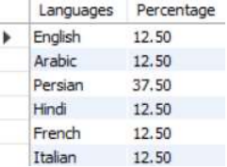 Languages Percentage
English 12.50
Arabic 12.50
Persian 37.50
Hindi 12.50
French 12.50
Italian 12.50